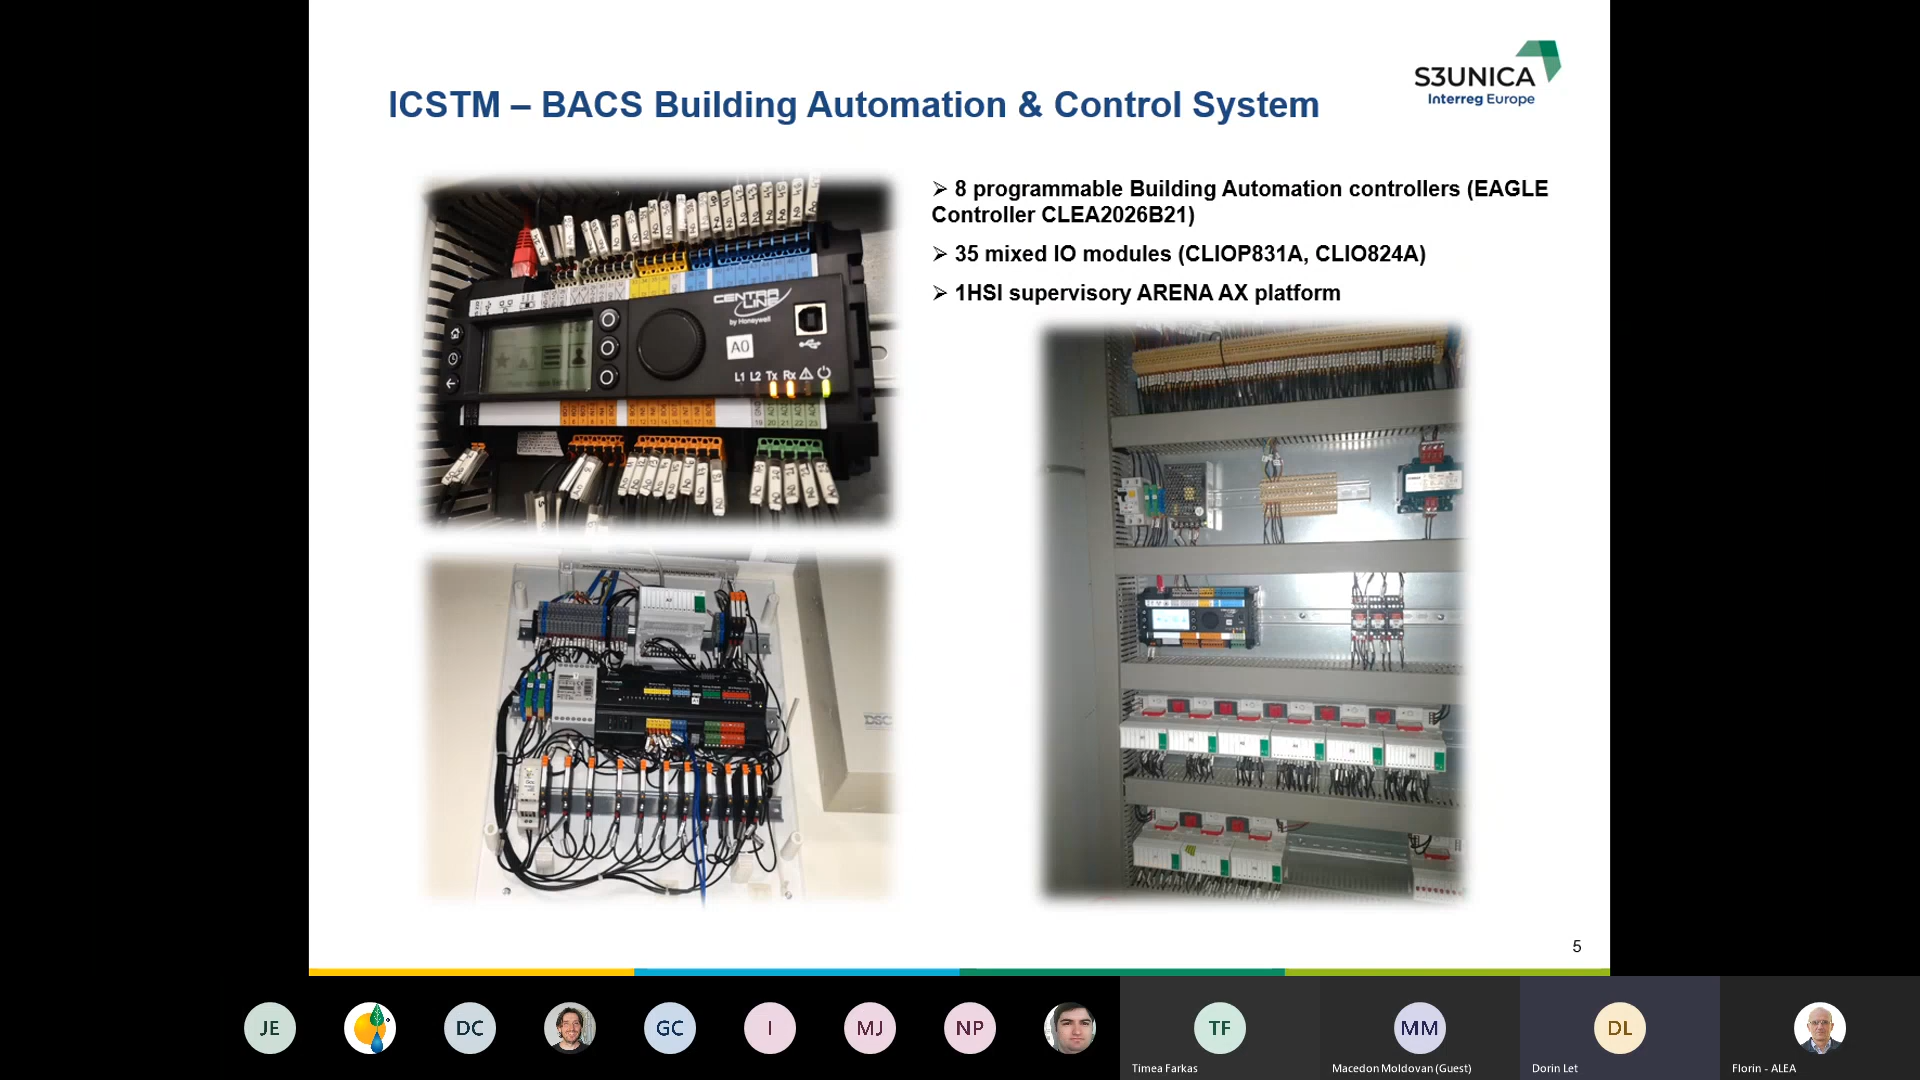 S3UNICA
Interreg Europe
ICSTM – BACS Building Automation & Control System
8 programmable Building Automation controllers (EAGLE
Controller CLEA2026B21)
35 mixed IO modules (CLIOP831A, CLIO824A)
1HSI supervisory ARENA AX platform
CENTRA
LINE
by Honeywell
A0
L1 L2 Tx Rx
DSC
5
JE
DC
GC
I
MJ
NP
TF
MM
DL
Timea Farkas
Macedon Moldovan (Guest)
Dorin Let
Florin - ALEA